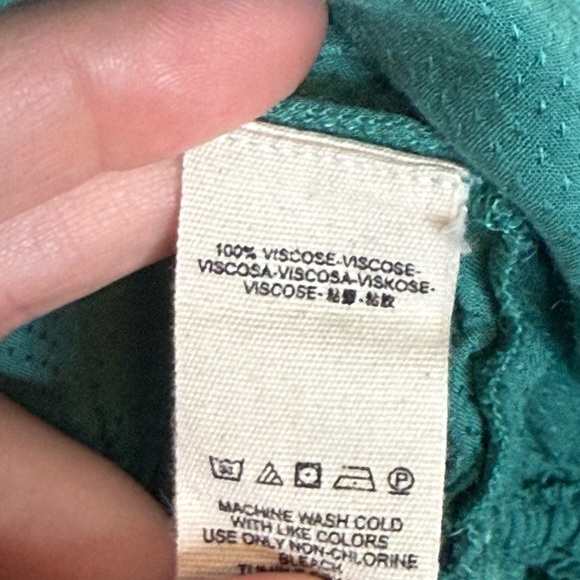 100% VISCOSE-VISCOSE-
VISCOSA-VISCOSA-VISKOSE-
VISCOSE-粘膠-粘胶
30
P
MACHINE WASH COLD
WITH LIKE COLORS
USE ONLY NON-CHLORINE
BLEACH